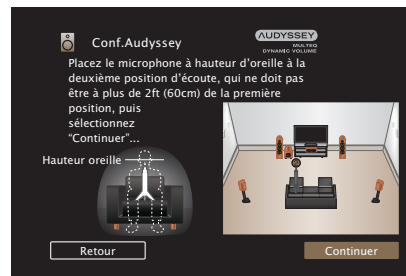 Conf.Audyssey
AUDYSSEY
MULTEQ
DYNAMIC VOLUME
Placez le microphone à hauteur d’oreille à la
deuxième position d’écoute, qui ne doit pas
être à plus de 2ft (60cm) de la première
position, puis
sélectionnez
“Continuer”...
Hauteur oreille
Retour
Continuer